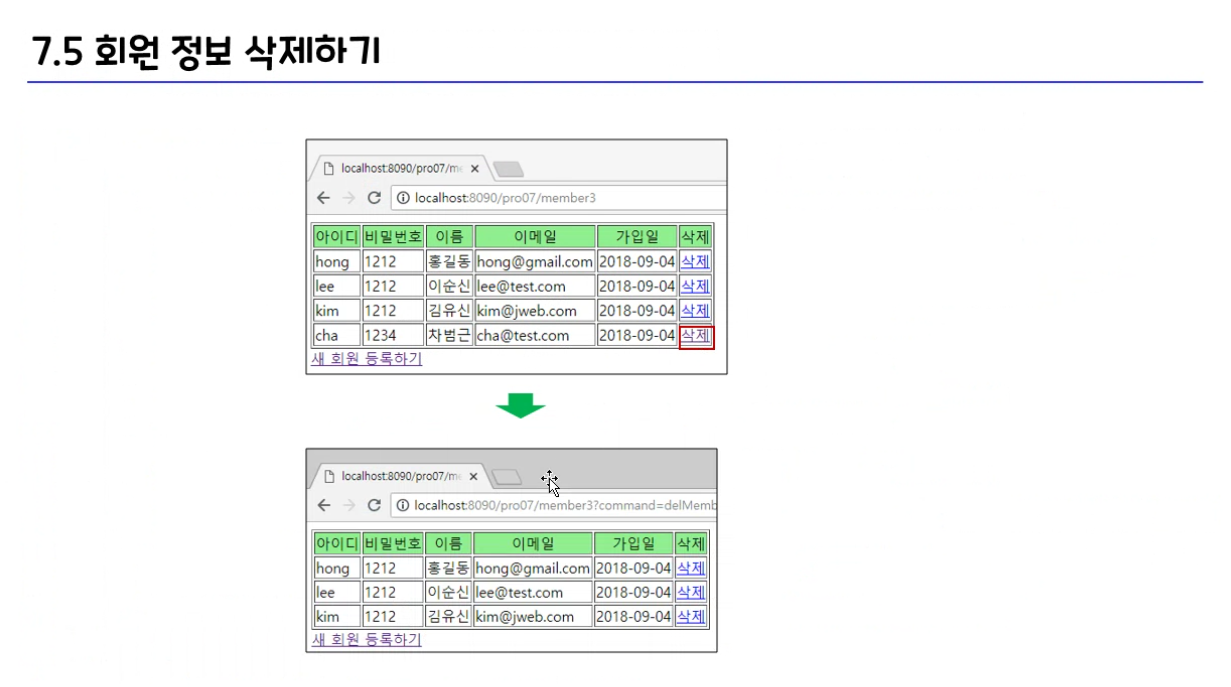 7.5 회원 정보 삭제하기
localhost:8090/pro07/me
localhost:8090/pro07/member3
아이디 비밀번호 이름 이메일 가입일 삭제
hong 1212 홍길동 hong@gmail.com 2018-09-04 삭제
lee 1212 이순신 lee@test.com 2018-09-04 삭제
kim 1212 김유신 kim@jweb.com 2018-09-04 삭제
cha 1234 차범근 cha@test.com 2018-09-04 삭제
새 회원 등록하기
localhost:8090/pro07/me
localhost:8090/pro07/member3?command=delMemb
아이디 비밀번호 이름 이메일 가입일 삭제
hong 1212 홍길동 hong@gmail.com 2018-09-04 삭제
lee 1212 이순신 lee@test.com 2018-09-04 삭제
kim 1212 김유신 kim@jweb.com 2018-09-04 삭제
새 회원 등록하기